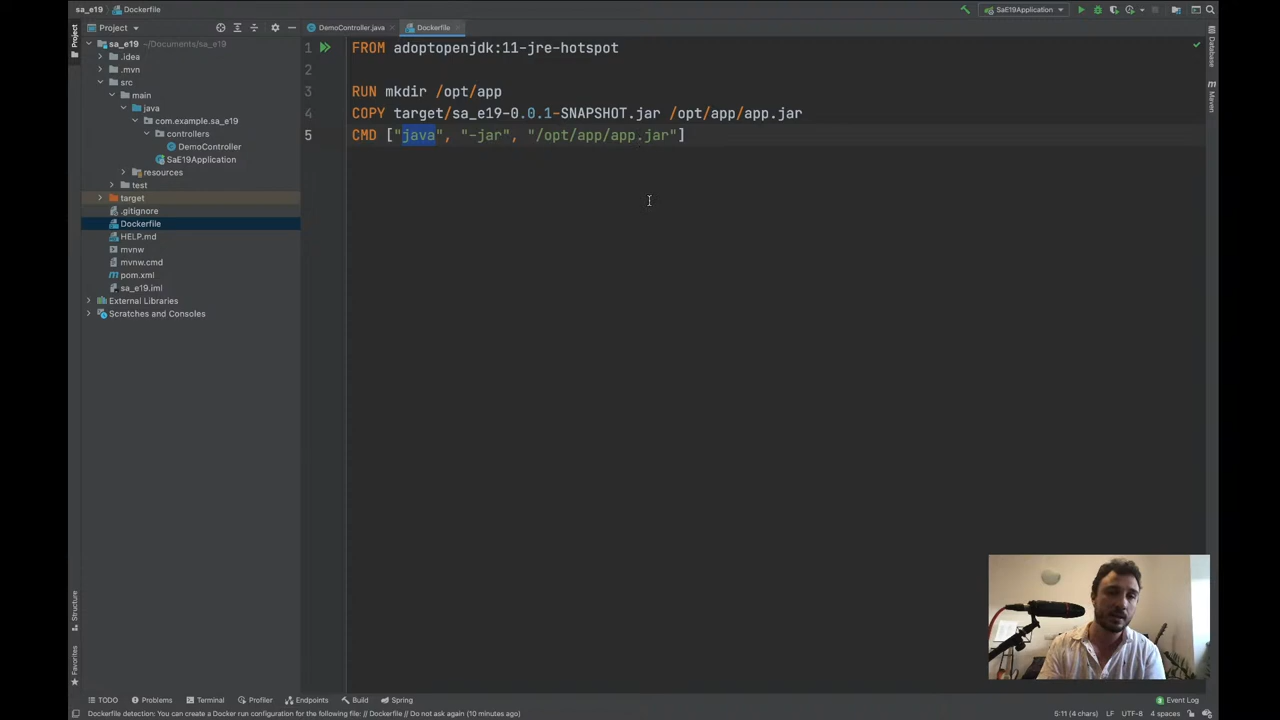 sa_e19 Dockerfile
SaE19Application
Project
DemoController.java
Dockerfile
sa_e19 ~/Documents/sa_e19
.idea
.mvn
src
main
java
com.example.sa_e19
controllers
DemoController
SaE19Application
resources
test
target
.gitignore
Dockerfile
HELP.md
mvnw
mvnw.cmd
pom.xml
sa_e19.iml
External Libraries
Scratches and Consoles
1 FROM adoptopenjdk:11-jre-hotspot
2
3 RUN mkdir /opt/app
4 COPY target/sa_e19-0.0.1-SNAPSHOT.jar /opt/app/app.jar
5 CMD ["java", "-jar", "/opt/app/app.jar"]
Project
Structure
Favorites
Database
Maven
TODO Problems Terminal Profiler Endpoints Build Spring Event Log
Dockerfile detection: You can create a Docker run configuration for the following file: // Dockerfile // Do not ask again (10 minutes ago) 5:11 (4 chars) LF UTF-8 4 spaces